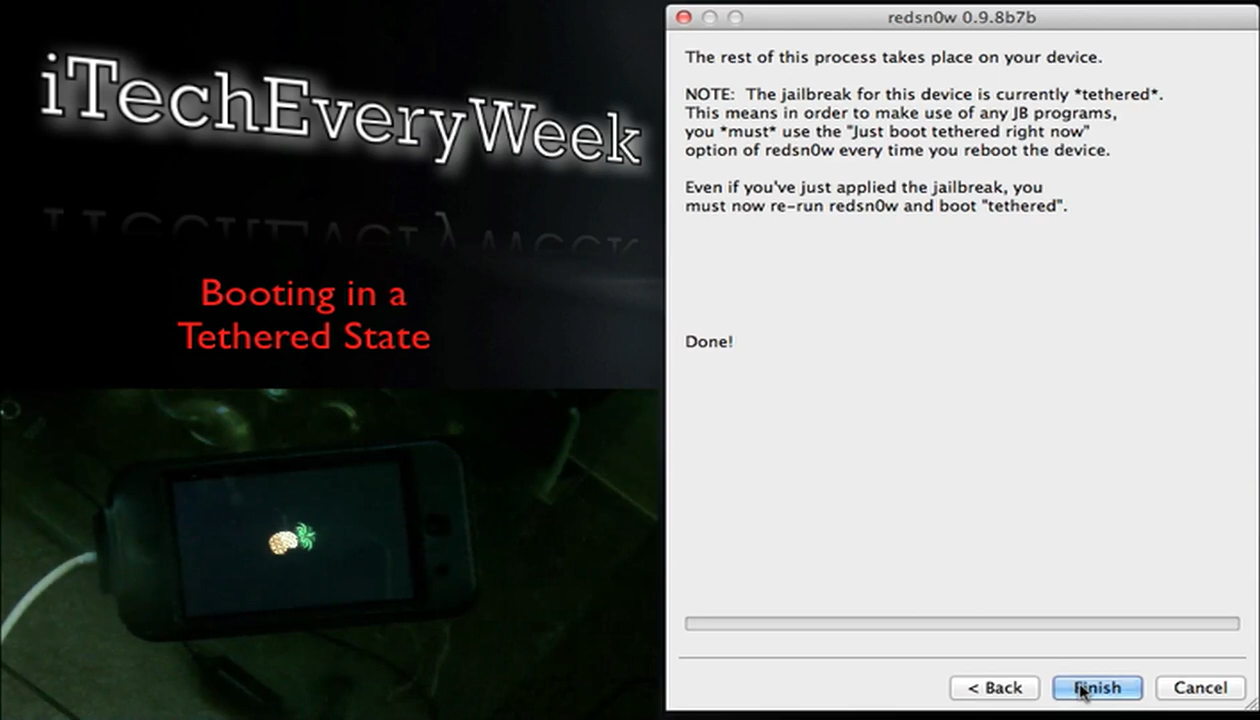 iTechEveryWeek
Booting in a
Tethered State
redsn0w 0.9.8b7b
The rest of this process takes place on your device.
NOTE:  The jailbreak for this device is currently *tethered*.
This means in order to make use of any JB programs,
you *must* use the "Just boot tethered right now"
option of redsn0w every time you reboot the device.
Even if you've just applied the jailbreak, you
must now re-run redsn0w and boot "tethered".
Done!
< Back
Finish
Cancel